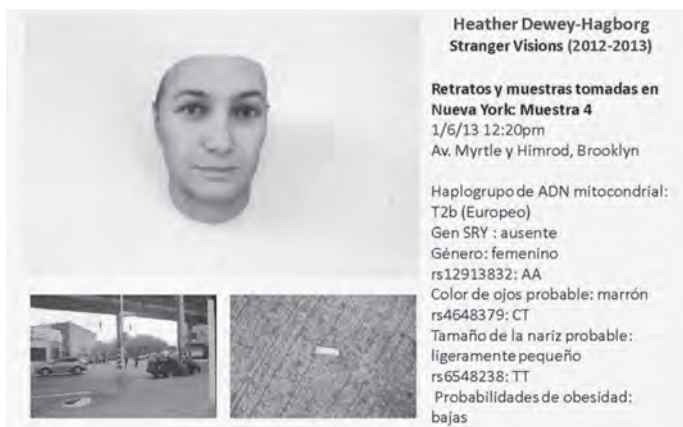 Heather Dewey-Hagborg
Stranger Visions (2012-2013)
Retratos y muestras tomadas en
Nueva York: Muestra 4
1/6/13 12:20pm
Av. Myrtle y Himrod, Brooklyn
Haplogrupo de ADN mitocondrial:
T2b (Europeo)
Gen SRY : ausente
Género: femenino
rs12913832: AA
Color de ojos probable: marrón
rs4648379: CT
Tamaño de la nariz probable:
ligeramente pequeño
rs6548238: TT
Probabilidades de obesidad:
bajas